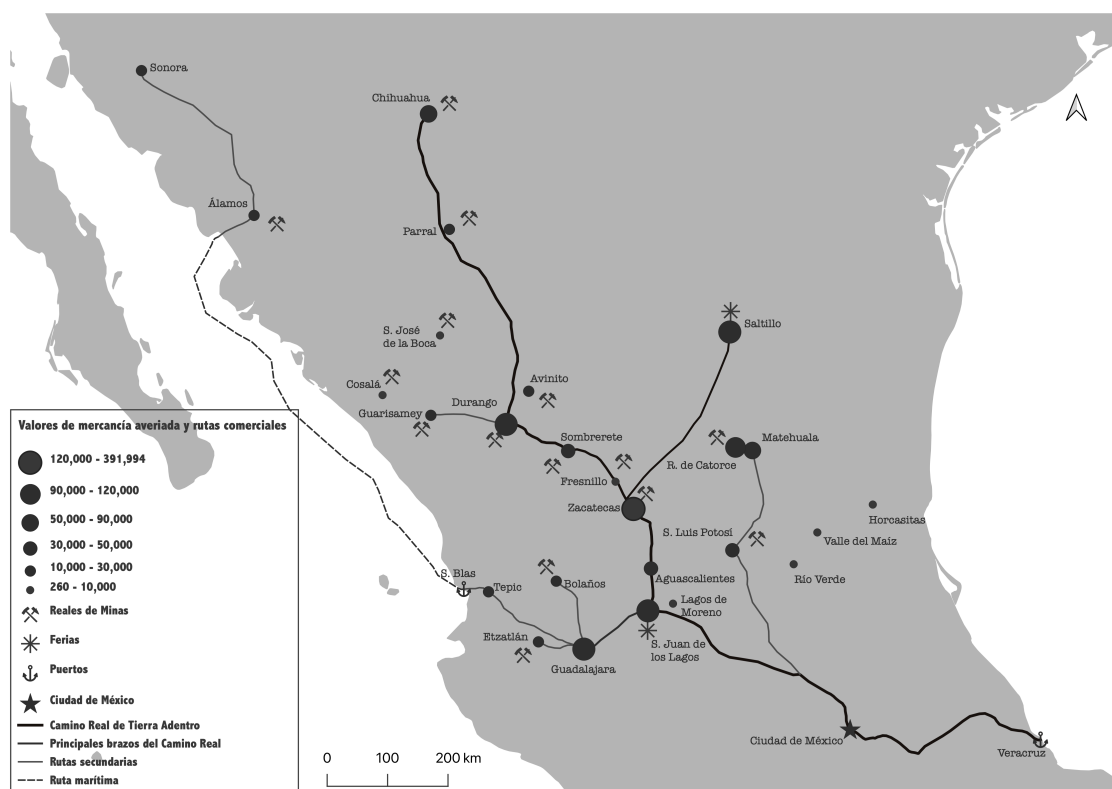 Sonora
Chihuahua
Álamos
Parral
S. José
de la Boca
Saltillo
Cosalá
Avinito
Guarisamey
Durango
Sombrerete
Matehuala
R. de Catorce
Fresnillo
Zacatecas
Horcasitas
S. Luis Potosí
Valle del Maíz
Río Verde
S. Blas
Tepic
Bolaños
Aguascalientes
Lagos de
Moreno
Etzatlán
S. Juan de
los Lagos
Guadalajara
Ciudad de México
Veracruz
Valores de mercancía averiada y rutas comerciales
120,000 - 391,994
90,000 - 120,000
50,000 - 90,000
30,000 - 50,000
10,000 - 30,000
260 - 10,000
Reales de Minas
Ferias
Puertos
Ciudad de México
Camino Real de Tierra Adentro
Principales brazos del Camino Real
Rutas secundarias
Ruta marítima
0 100 200 km